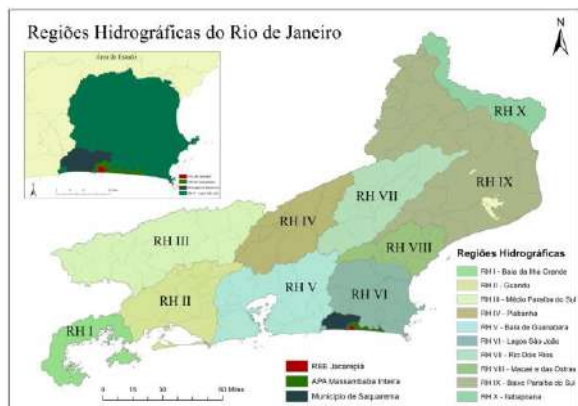 Regiões Hidrográficas do Rio de Janeiro
N
Área de Estudo
RH X
RH IX
RH VII
RH IV
RH III
RH VIII
RH V
RH VI
RH II
RH I
Regiões Hidrográficas
RH I - Baía da Ilha Grande
RH II - Guandu
RH III - Médio Paraíba do Sul
RH IV - Piabanha
RH V - Baía de Guanabara
RH VI - Lagos São João
RH VII - Rio Dois Rios
RH VIII - Macaé e das Ostras
RH IX - Baixo Paraíba do Sul
RH X - Itabapoana
REE Jacarepiá
APA Massambaba Inteira
Município de Saquarema
0 15 30 60 Miles